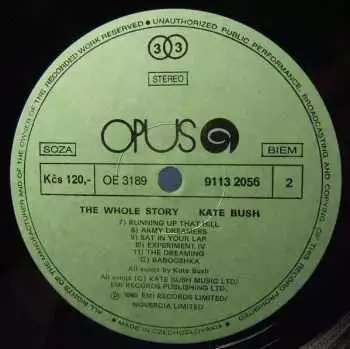 ALL RIGHTS OF THE MANUFACTURER AND OF THE OWNER OF THE RECORDED WORK RESERVED • UNAUTHORIZED PUBLIC PERFORMANCE, BROADCASTING AND COPYING OF THIS RECORD PROHIBITED
33
STEREO
OPUS
SOZA
BIEM
Kčs 120,-
OE 3189
9113 2056
2
THE WHOLE STORY KATE BUSH
7) RUNNING UP THAT HILL
8) ARMY DREAMERS
9) SAT IN YOUR LAP
10) EXPERIMENT IV
11) THE DREAMING
12) BABOOSHKA
All songs by Kate Bush
All songs (C) KATE BUSH MUSIC LTD/
EMI RECORDS PUBLISHING LTD.
EMI RECORDS LIMITED/
NOVERCIA LIMITED
MADE IN CZECHOSLOVAKIA